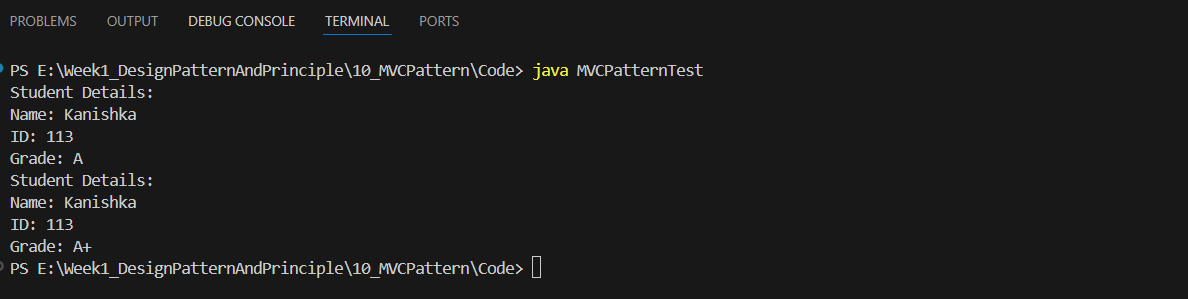 PROBLEMS OUTPUT DEBUG CONSOLE TERMINAL PORTS
PS E:\Week1_DesignPatternAndPrinciple\10_MVCPattern\Code> java MVCPatternTest
Student Details:
Name: Kanishka
ID: 113
Grade: A
Student Details:
Name: Kanishka
ID: 113
Grade: A+
PS E:\Week1_DesignPatternAndPrinciple\10_MVCPattern\Code>